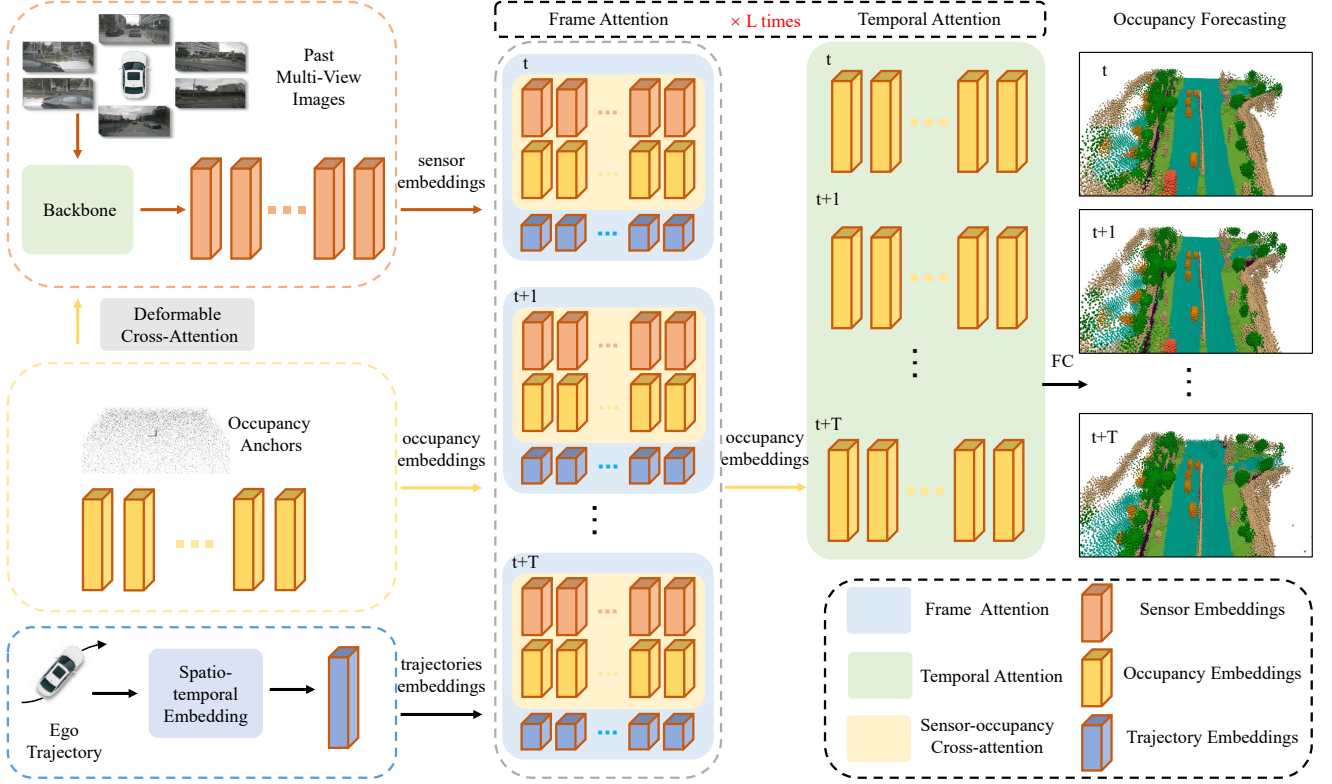 Frame Attention
× L times
Temporal Attention
Occupancy Forecasting
Past
Multi-View
Images
Backbone
sensor
embeddings
Deformable
Cross-Attention
Occupancy
Anchors
occupancy
embeddings
Ego
Trajectory
Spatio-
temporal
Embedding
trajectories
embeddings
t
t+1
t+T
occupancy
embeddings
t
t+1
t+T
FC
t
t+1
t+T
Frame Attention
Sensor Embeddings
Temporal Attention
Occupancy Embeddings
Sensor-occupancy
Cross-attention
Trajectory Embeddings